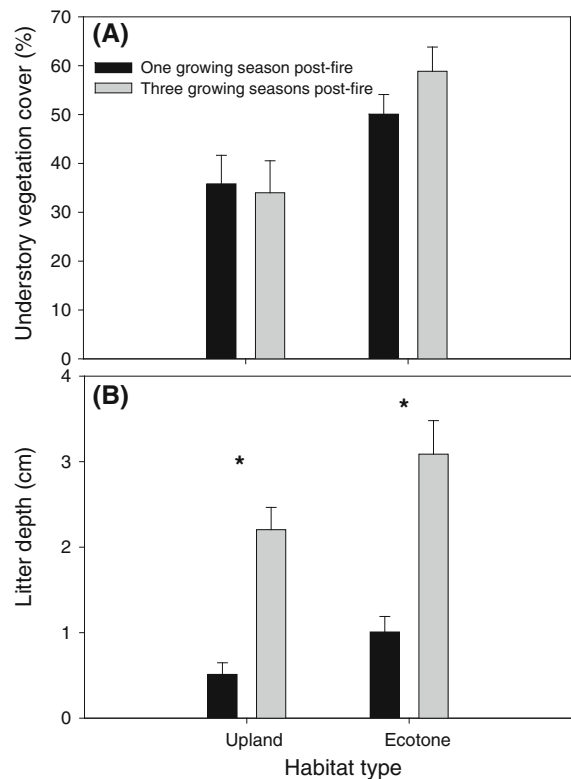 (A)
One growing season post-fire
Three growing seasons post-fire
Understory vegetation cover (%)
70
60
50
40
30
20
10
0
(B)
*
*
Litter depth (cm)
4
3
2
1
0
Upland
Ecotone
Habitat type